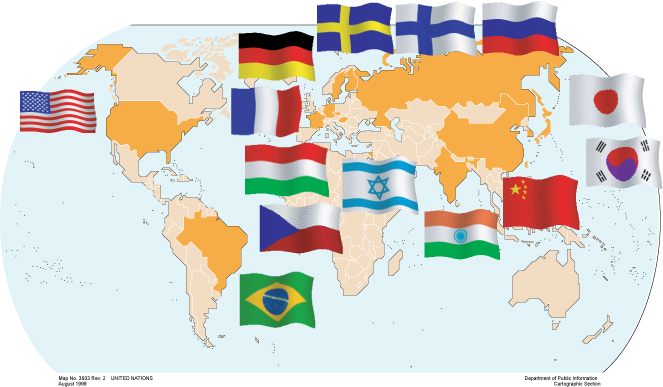 Map No. 3933 Rev. 2 UNITED NATIONS
August 1999
Department of Public Information
Cartographic Section